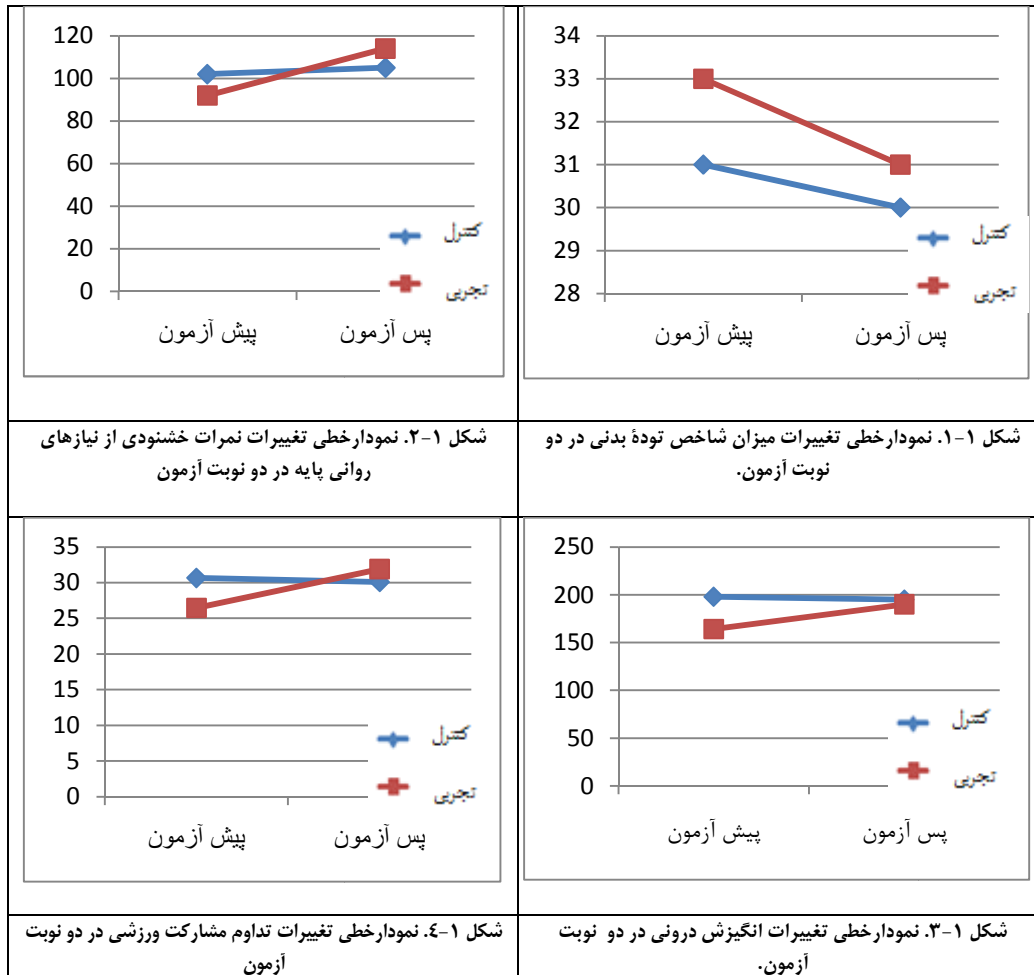 34
33
32
31
30
29
28
کنترل
تجربی
پیش آزمون
پس آزمون
شکل ۱-۱. نمودارخطی تغییرات میزان شاخص تودهٔ بدنی در دو
نوبت آزمون.
120
100
80
60
40
20
0
کنترل
تجربی
پیش آزمون
پس آزمون
شکل ۱-۲. نمودارخطی تغییرات نمرات خشنودی از نیازهای
روانی پایه در دو نوبت آزمون
250
200
150
100
50
0
کنترل
تجربی
پیش آزمون
پس آزمون
شکل ۱-۳. نمودارخطی تغییرات انگیزش درونی در دو نوبت
آزمون.
35
30
25
20
15
10
5
0
کنترل
تجربی
پیش آزمون
پس آزمون
شکل ۱-٤. نمودارخطی تغییرات تداوم مشارکت ورزشی در دو نوبت
آزمون